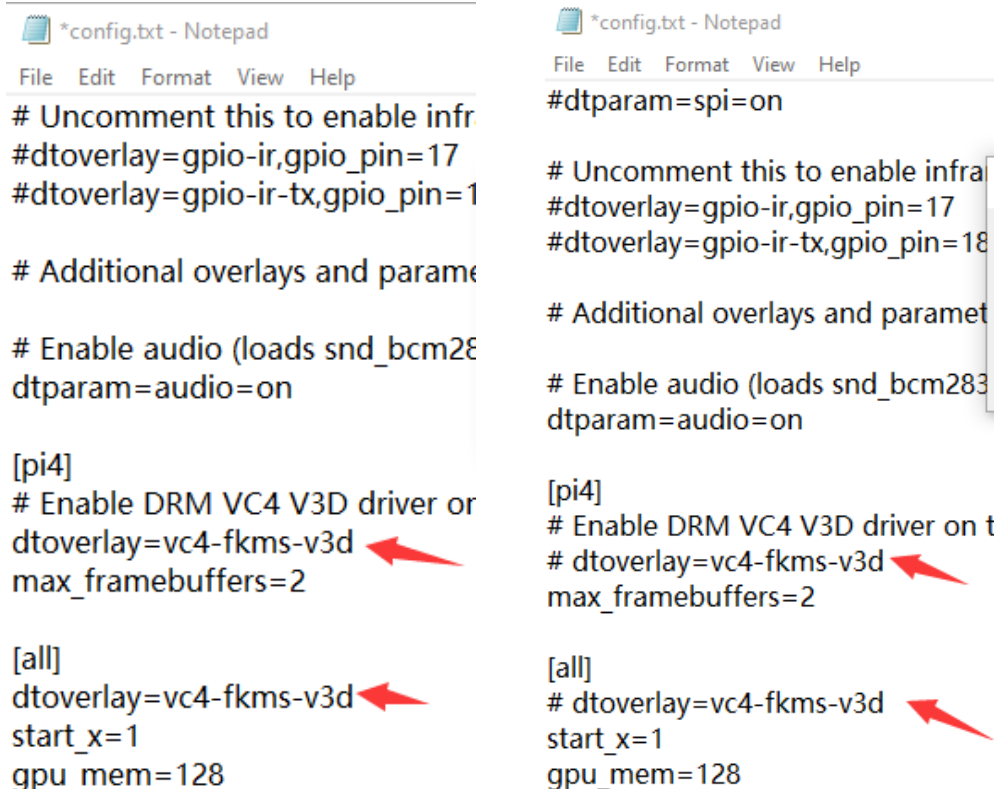 *config.txt - Notepad
File Edit Format View Help
# Uncomment this to enable infr
#dtoverlay=gpio-ir,gpio_pin=17
#dtoverlay=gpio-ir-tx,gpio_pin=1
# Additional overlays and parame
# Enable audio (loads snd_bcm28
dtparam=audio=on
[pi4]
# Enable DRM VC4 V3D driver or
dtoverlay=vc4-fkms-v3d
max_framebuffers=2
[all]
dtoverlay=vc4-fkms-v3d
start_x=1
gpu_mem=128
*config.txt - Notepad
File Edit Format View Help
#dtparam=spi=on
# Uncomment this to enable infrai
#dtoverlay=gpio-ir,gpio_pin=17
#dtoverlay=gpio-ir-tx,gpio_pin=18
# Additional overlays and paramet
# Enable audio (loads snd_bcm283
dtparam=audio=on
[pi4]
# Enable DRM VC4 V3D driver on t
# dtoverlay=vc4-fkms-v3d
max_framebuffers=2
[all]
# dtoverlay=vc4-fkms-v3d
start_x=1
gpu_mem=128